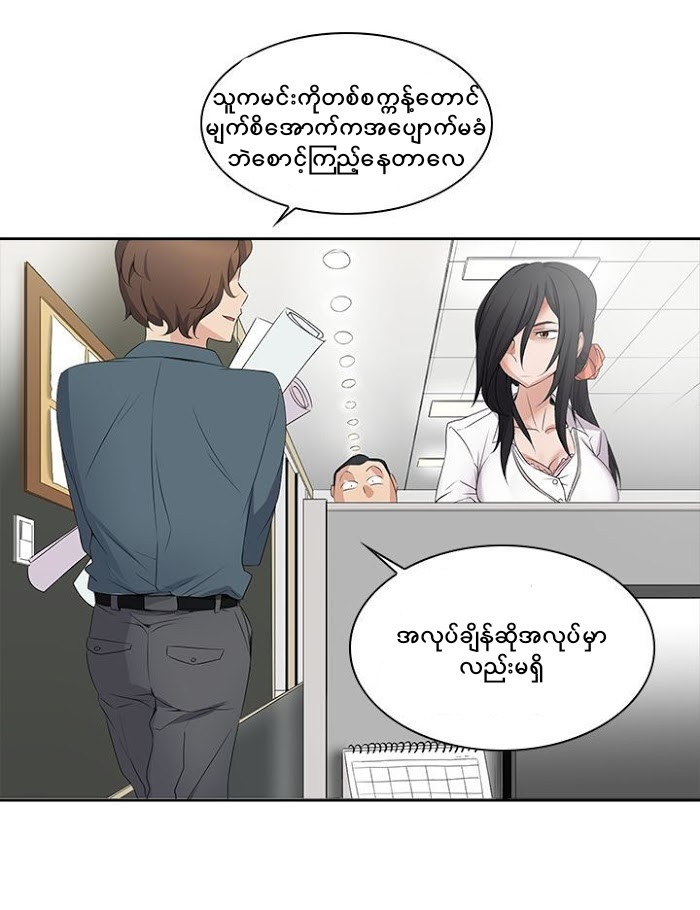 သူကမင်းကိုတစ်စက္ကန့်တောင်
မျက်စိအောက်ကအပျောက်မခံ
ဘဲစောင့်ကြည့်နေတာလေ
အလုပ်ချိန်ဆိုအလုပ်မှာ
လည်းမရှိ